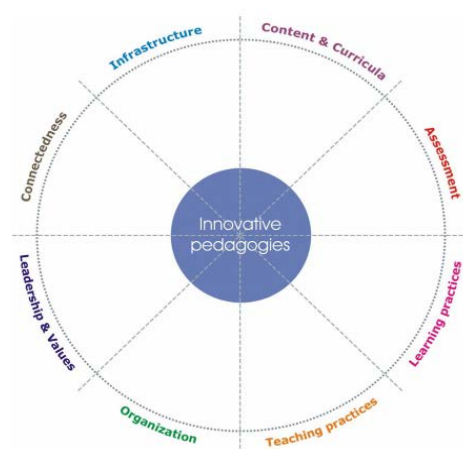 Infrastructure
Content & Curricula
Connectedness
Assessment
Innovative
pedagogies
Leadership & Values
Learning practices
Organization
Teaching practices